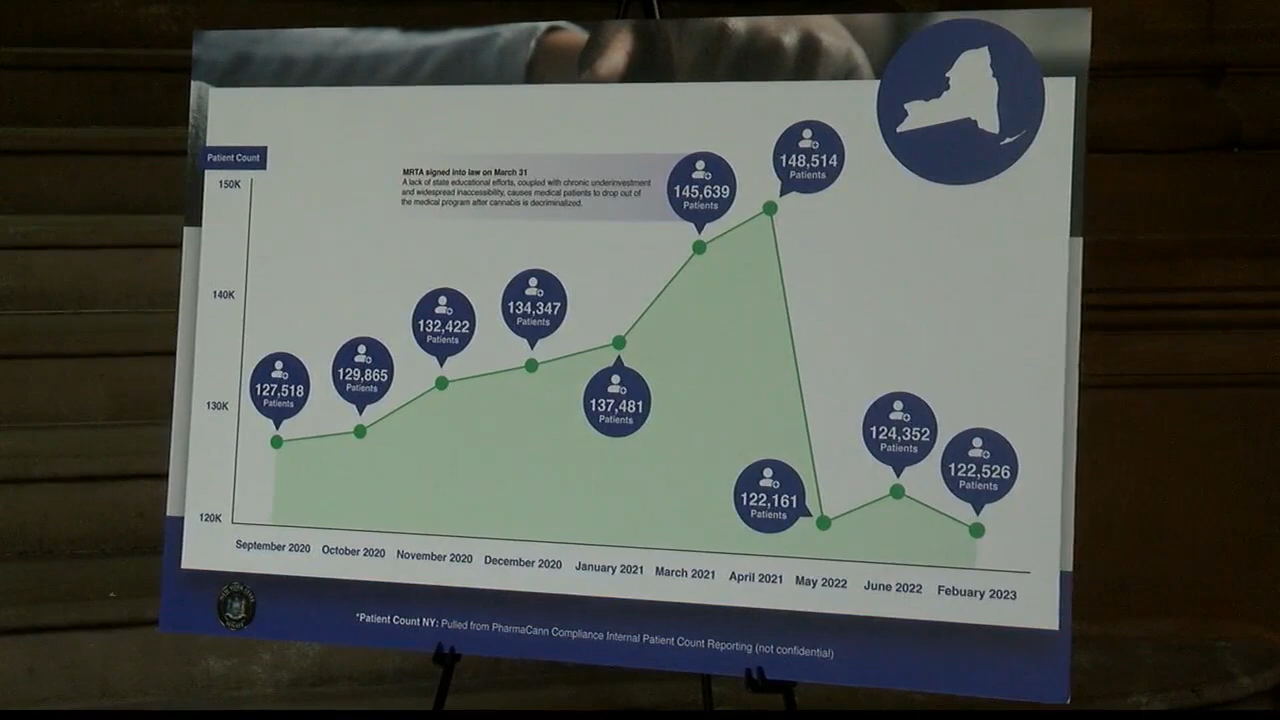 Patient Count
150K
140K
130K
120K
MRTA signed into law on March 31
A lack of state educational efforts, coupled with chronic underinvestment
and widespread inaccessibility, causes medical patients to drop out of
the medical program after cannabis is decriminalized.
127,518
Patients
129,865
Patients
132,422
Patients
134,347
Patients
137,481
Patients
145,639
Patients
148,514
Patients
122,161
Patients
124,352
Patients
122,526
Patients
September 2020 October 2020 November 2020 December 2020 January 2021 March 2021 April 2021 May 2022 June 2022 Febuary 2023
*Patient Count NY: Pulled from PharmaCann Compliance Internal Patient Count Reporting (not confidential)